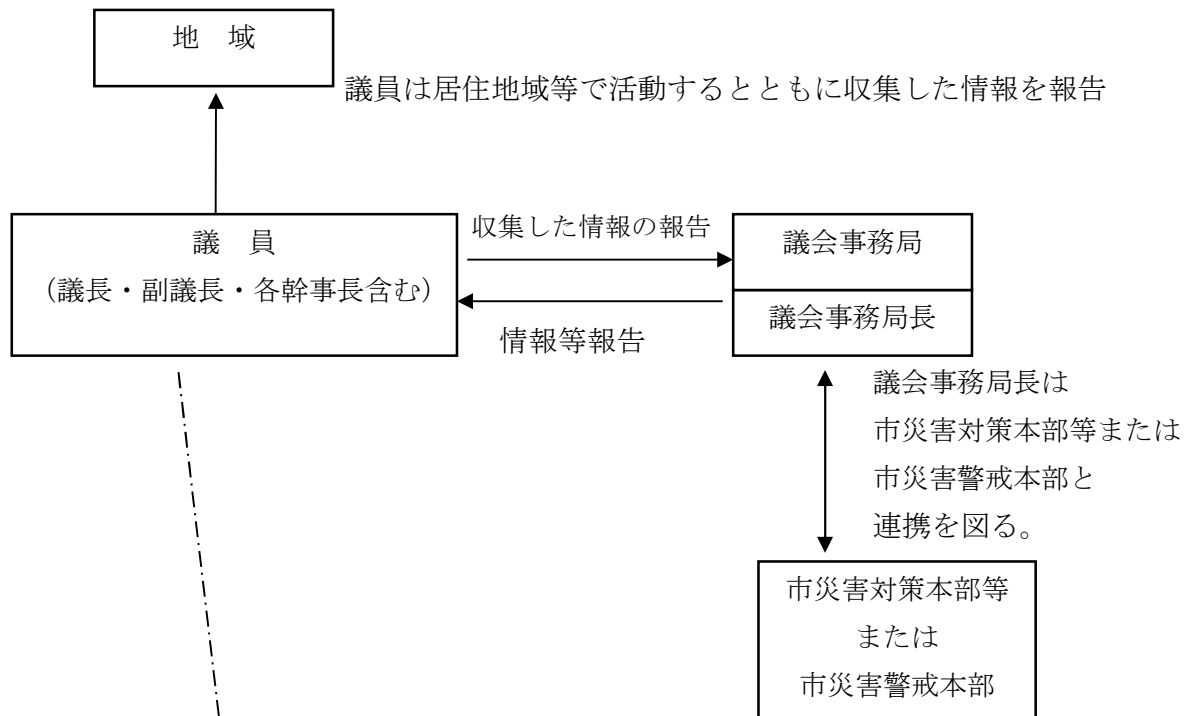 地　域
議員は居住地域等で活動するとともに収集した情報を報告
議　員
（議長・副議長・各幹事長含む）
収集した情報の報告
情報等報告
議会事務局
議会事務局長
議会事務局長は
市災害対策本部等または
市災害警戒本部と
連携を図る。
市災害対策本部等
または
市災害警戒本部